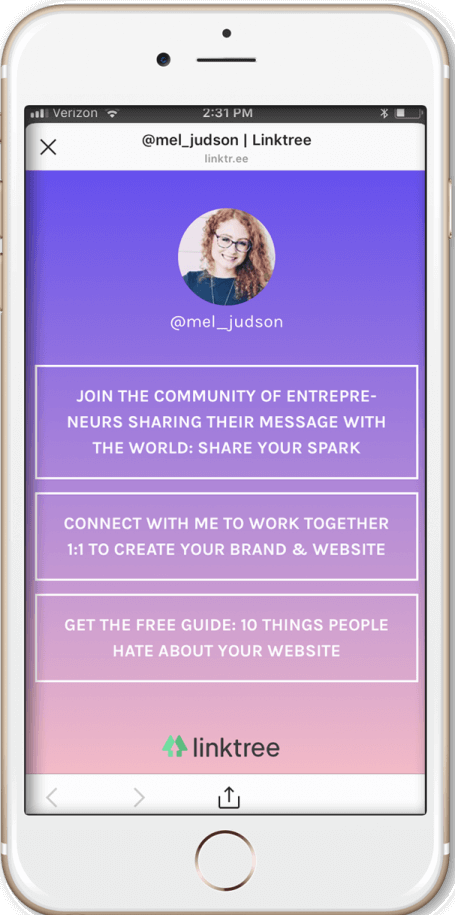 Verizon 2:31 PM
@mel_judson | Linktree
linktr.ee
@mel_judson
JOIN THE COMMUNITY OF ENTREPRE-
NEURS SHARING THEIR MESSAGE WITH
THE WORLD: SHARE YOUR SPARK
CONNECT WITH ME TO WORK TOGETHER
1:1 TO CREATE YOUR BRAND & WEBSITE
GET THE FREE GUIDE: 10 THINGS PEOPLE
HATE ABOUT YOUR WEBSITE
linktree